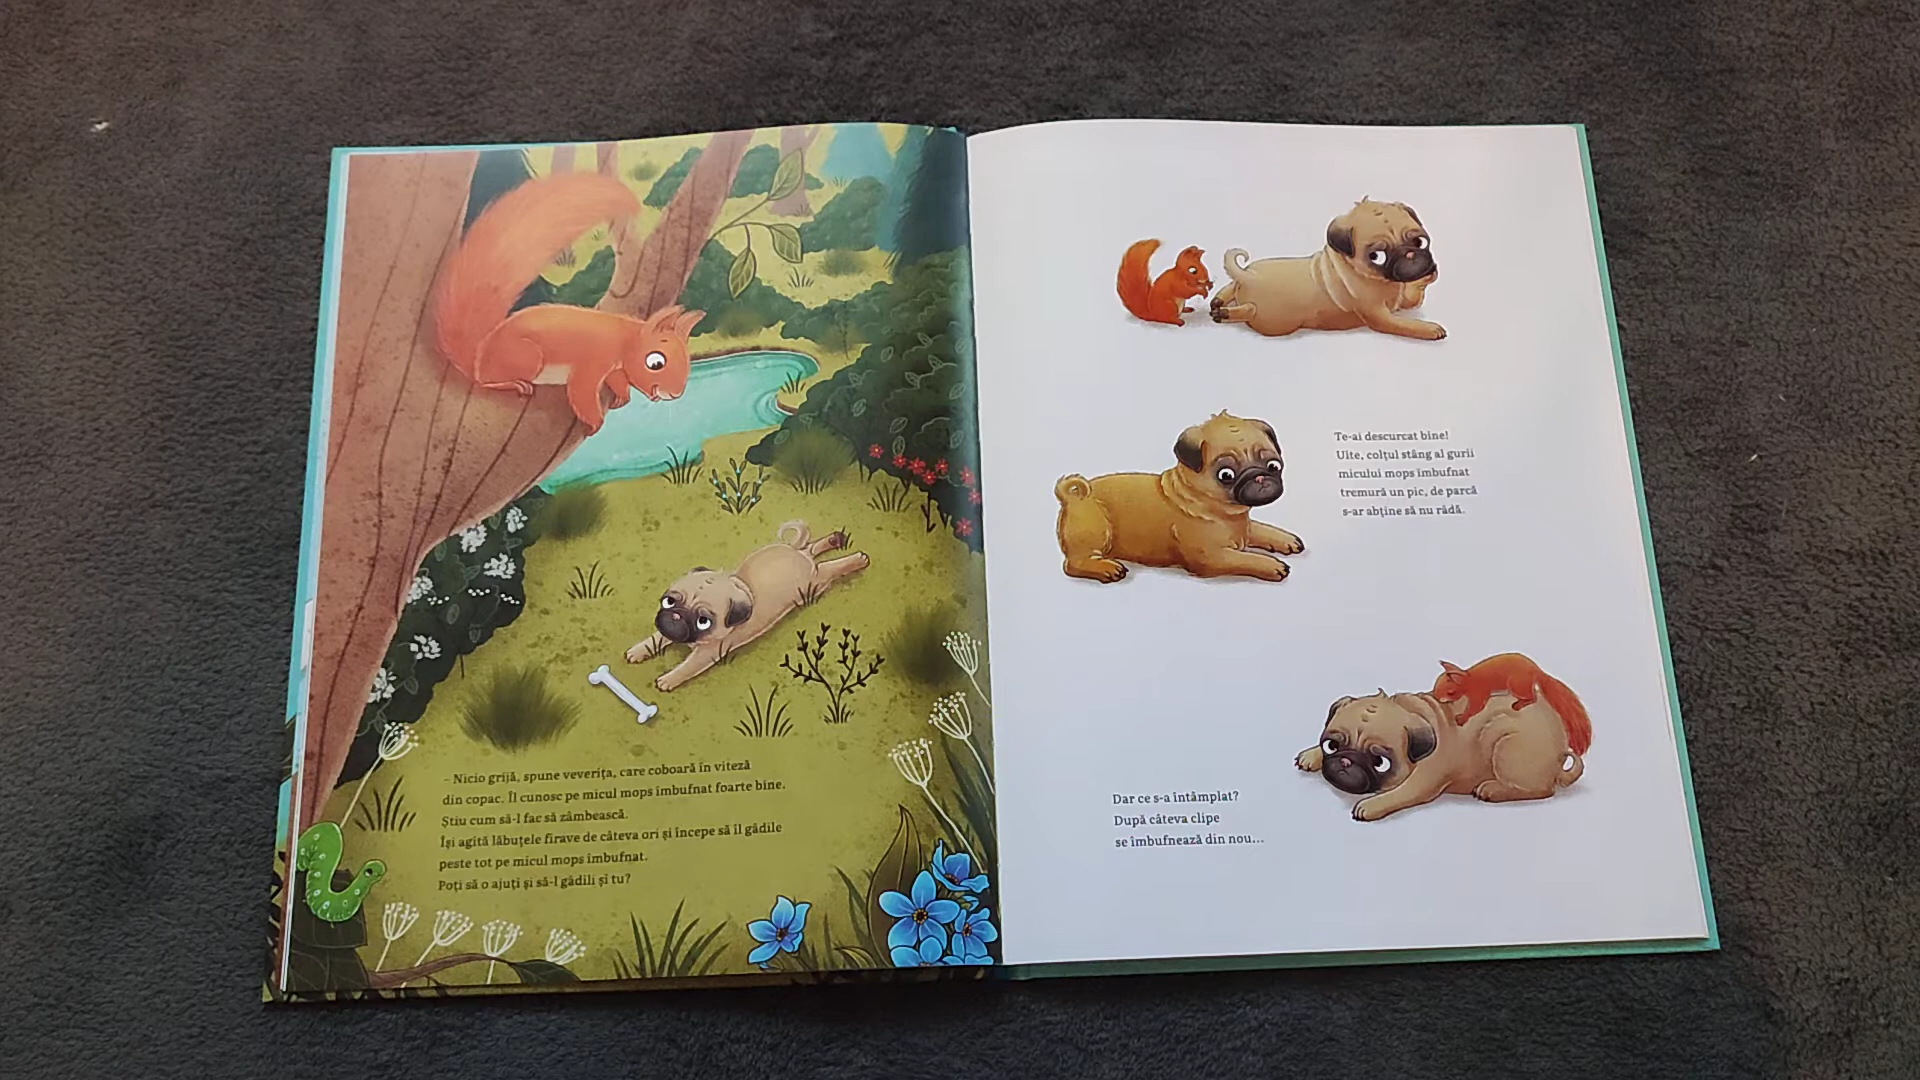 - Nicio grijă, spune veverița, care coboară în viteză
din copac. Îl cunosc pe micul mops îmbufnat foarte bine.
Știu cum să-l fac să zâmbească.
Își agită lăbuțele firave de câteva ori și începe să îl gâdile
peste tot pe micul mops îmbufnat.
Poți să o ajuți și să-l gâdili și tu?
Te-ai descurcat bine!
Uite, colțul stâng al gurii
micului mops îmbufnat
tremură un pic, de parcă
s-ar abține să nu râdă.
Dar ce s-a întâmplat?
După câteva clipe
se îmbufnează din nou...